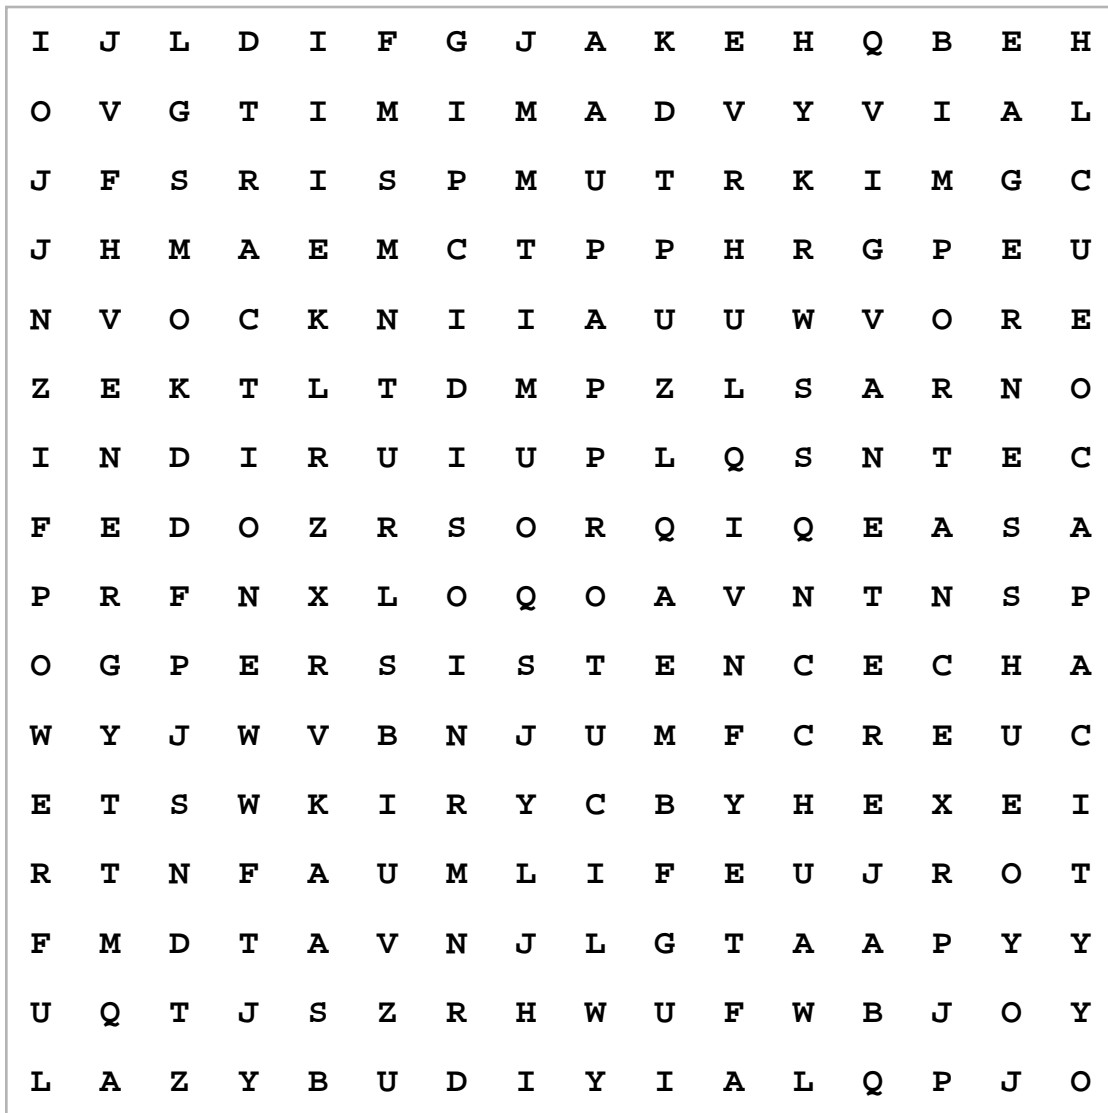 I J L D I F G J A K E H Q B E H
O V G T I M I M A D V Y V I A L
J F S R I S P M U T R K I M G C
J H M A E M C T P P H R G P E U
N V O C K N I I A U U W V O R E
Z E K T L T D M P Z L S A R N O
I N D I R U I U P L Q S N T E C
F E D O Z R S O R Q I Q E A S A
P R F N X L O Q O A V N T N S P
O G P E R S I S T E N C E C H A
W Y J W V B N J U M F C R E U C
E T S W K I R Y C B Y H E X E I
R T N F A U M L I F E U J R O T
F M D T A V N J L G T A A P Y Y
U Q T J S Z R H W U F W B J O Y
L A Z Y B U D I Y I A L Q P J O